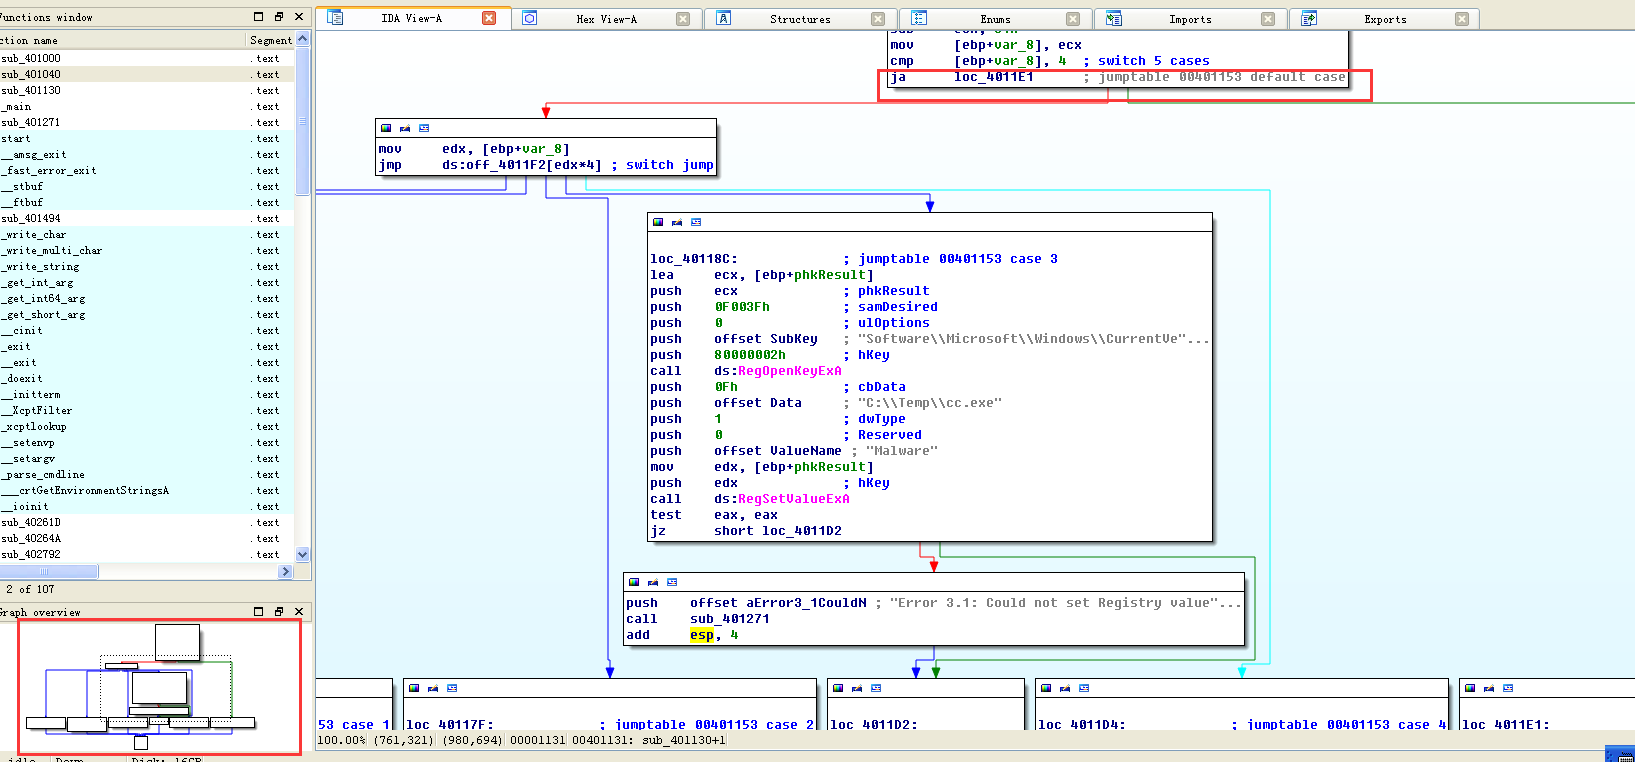 Functions window
ction name Segment
sub_401000 .text
sub_401040 .text
sub_401130 .text
_main .text
sub_401271 .text
start .text
__amsg_exit .text
_fast_error_exit .text
__stbuf .text
__ftbuf .text
sub_401494 .text
_write_char .text
_write_multi_char .text
_write_string .text
_get_int_arg .text
_get_int64_arg .text
_get_short_arg .text
__cinit .text
_exit .text
__exit .text
_doexit .text
__initterm .text
__XcptFilter .text
_xcptlookup .text
__setenvp .text
__setargv .text
_parse_cmdline .text
___crtGetEnvironmentStringsA .text
__ioinit .text
sub_40261D .text
sub_40264A .text
sub_402792 .text
2 of 107
Graph overview
IDA View-A
Hex View-A
Structures
Enums
Imports
Exports
mov [ebp+var_8], ecx
cmp [ebp+var_8], 4 ; switch 5 cases
ja loc_4011E1 ; jumptable 00401153 default case
mov edx, [ebp+var_8]
jmp ds:off_4011F2[edx*4] ; switch jump
loc_40118C: ; jumptable 00401153 case 3
lea ecx, [ebp+phkResult]
push ecx ; phkResult
push 0F003Fh ; samDesired
push 0 ; ulOptions
push offset SubKey ; "Software\\Microsoft\\Windows\\CurrentVe"...
push 80000002h ; hKey
call ds:RegOpenKeyExA
push 0Fh ; cbData
push offset Data ; "C:\\Temp\\cc.exe"
push 1 ; dwType
push 0 ; Reserved
push offset ValueName ; "Malware"
mov edx, [ebp+phkResult]
push edx ; hKey
call ds:RegSetValueExA
test eax, eax
jz short loc_4011D2
push offset aError3_1CouldN ; "Error 3.1: Could not set Registry value"...
call sub_401271
add esp, 4
53 case 1
loc_40117F: ; jumptable 00401153 case 2
loc_4011D2:
loc_4011D4: ; jumptable 00401153 case 4
loc_4011E1:
100.00% (761,321) (980,694) 00001131 00401131: sub_401130+1
idle Down Disk: 16GB